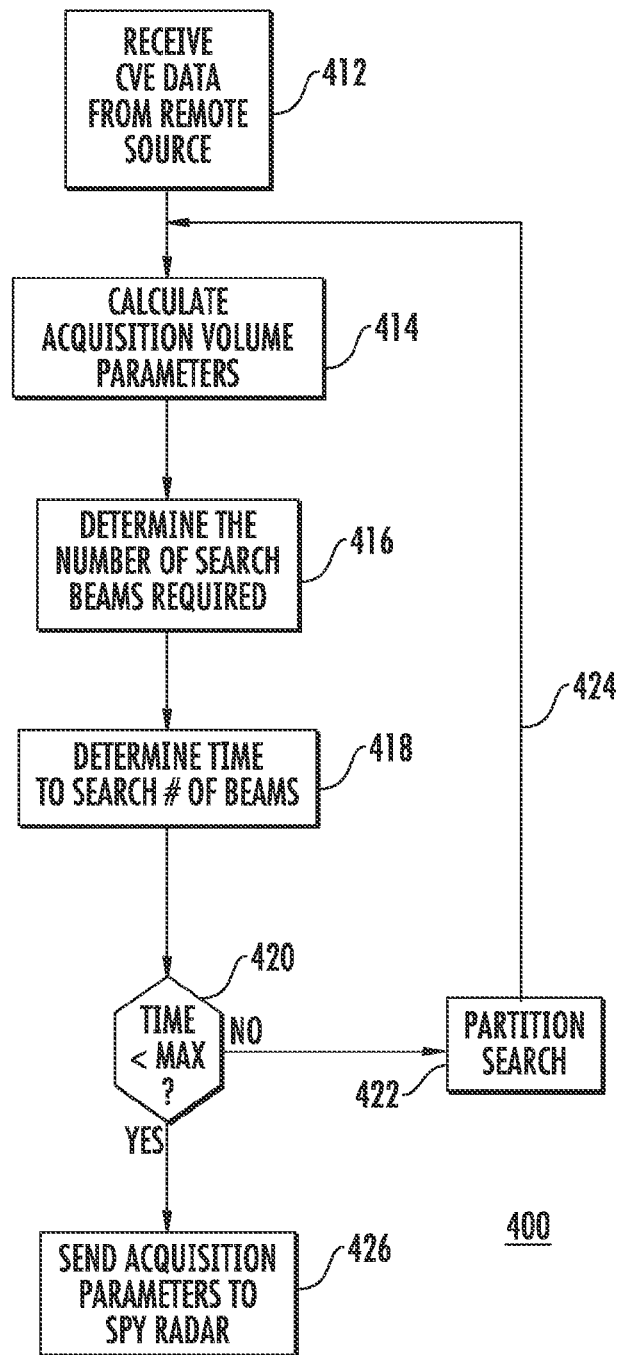 RECEIVE
CVE DATA
FROM REMOTE
SOURCE
412
CALCULATE
ACQUISITION VOLUME
PARAMETERS
414
DETERMINE THE
NUMBER OF SEARCH
BEAMS REQUIRED
416
424
DETERMINE TIME
TO SEARCH # OF BEAMS
418
420
TIME
< MAX
?
NO
YES
PARTITION
SEARCH
422
400
SEND ACQUISITION
PARAMETERS TO
SPY RADAR
426